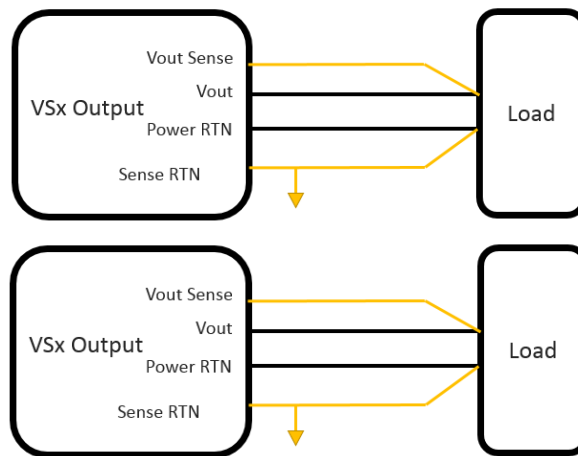 Vout Sense
Vout
VSx Output
Load
Power RTN
Sense RTN
Vout Sense
Vout
VSx Output
Load
Power RTN
Sense RTN